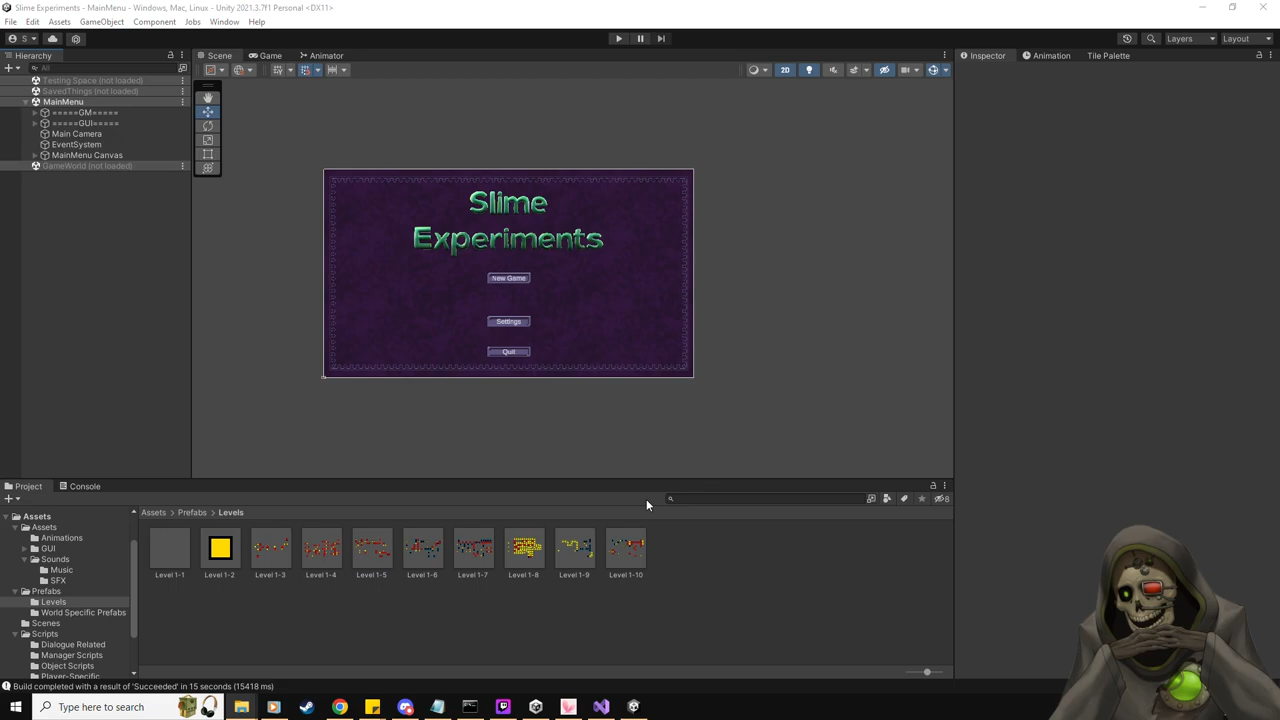 Slime Experiments - MainMenu - Windows, Mac, Linux - Unity 2021.3.7f1 Personal <DX11>
File Edit Assets GameObject Component Jobs Window Help
S Layers Layout
Hierarchy Scene Game Animator Inspector Animation Tile Palette
All
2D
Testing Space (not loaded)
SavedThings (not loaded)
MainMenu
=====GM=====
=====GUI=====
Main Camera
EventSystem
MainMenu Canvas
GameWorld (not loaded)
Slime
Experiments
New Game
Settings
Quit
Project Console
8
Assets > Prefabs > Levels
Assets
Assets
Animations
GUI
Sounds
Music
SFX
Prefabs
Levels
World Specific Prefabs
Scenes
Scripts
Dialogue Related
Manager Scripts
Object Scripts
Player-Specific
Level 1-1 Level 1-2 Level 1-3 Level 1-4 Level 1-5 Level 1-6 Level 1-7 Level 1-8 Level 1-9 Level 1-10
Build completed with a result of 'Succeeded' in 15 seconds (15418 ms)
Type here to search